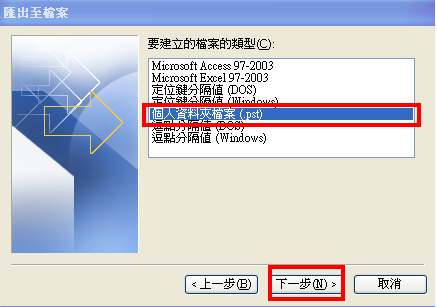 匯出至檔案
要建立的檔案的類型(C):
Microsoft Access 97-2003
Microsoft Excel 97-2003
定位鍵分隔值 (DOS)
定位鍵分隔值 (Windows)
個人資料夾檔案 (.pst)
逗點分隔值 (DOS)
逗點分隔值 (Windows)
< 上一步(B)
下一步(N) >
取消